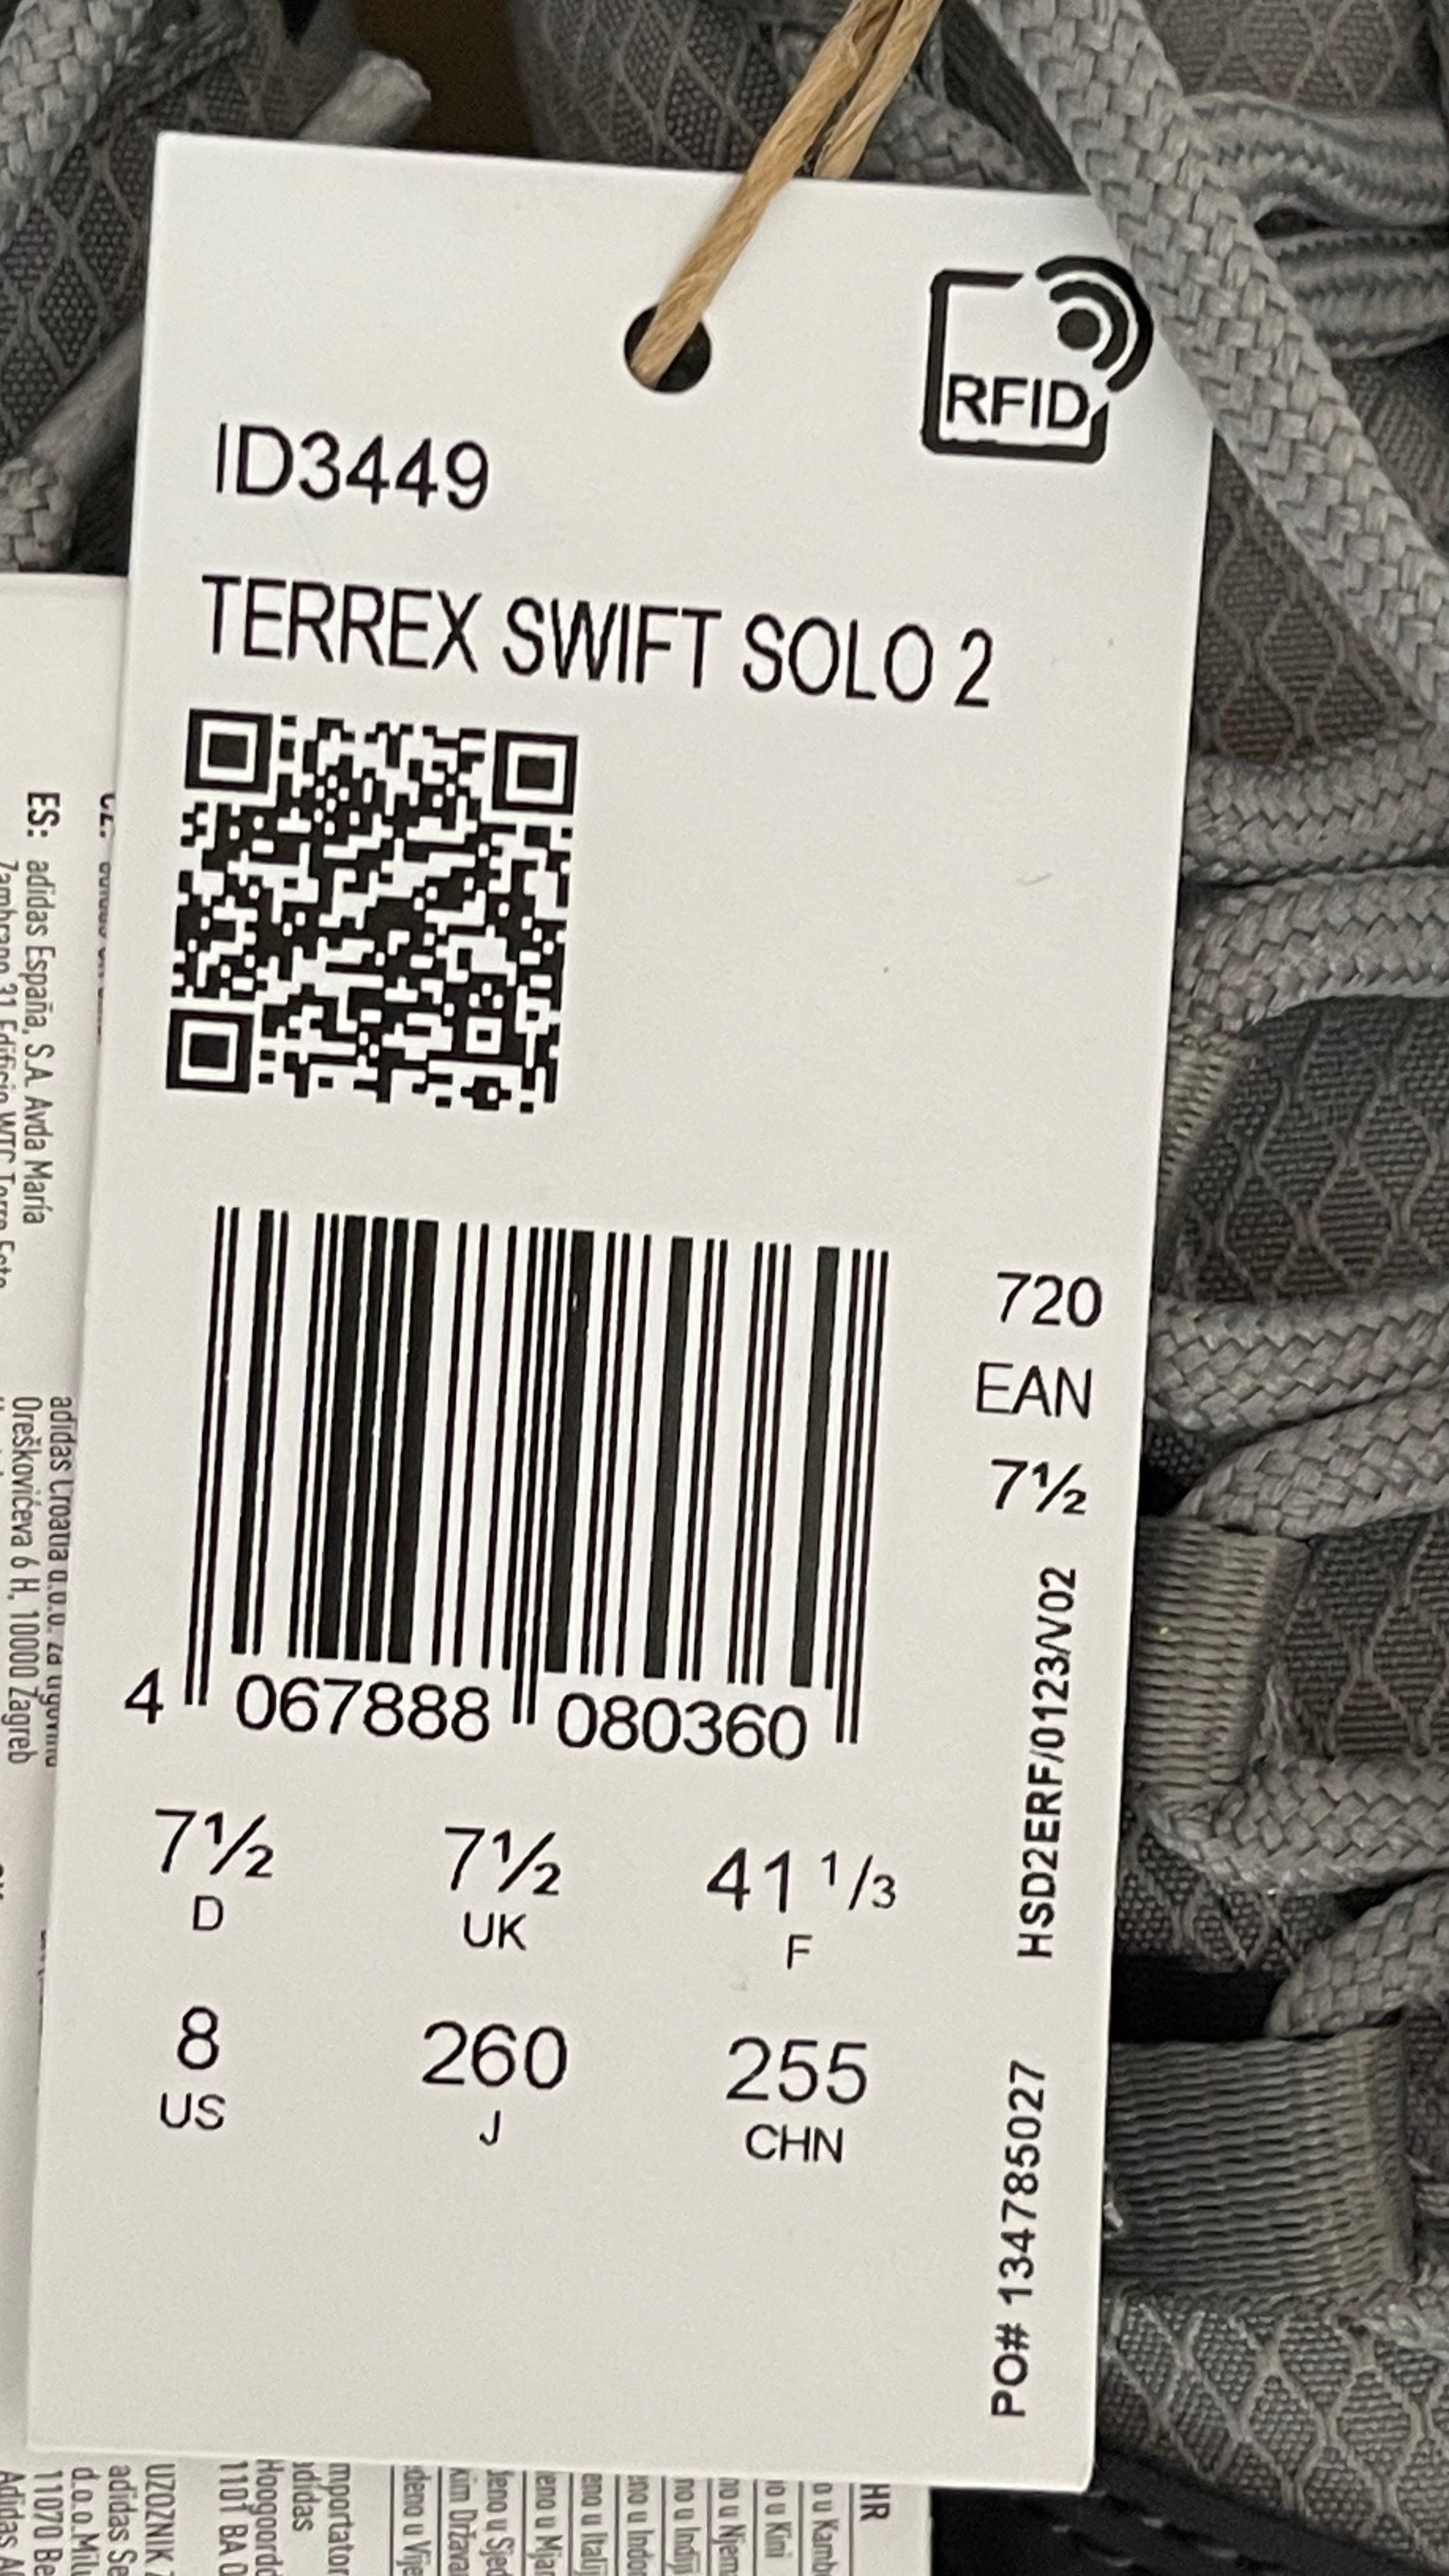 RFID
ID3449
TERREX SWIFT SOLO 2
720
EAN
7½
4 067888 080360
7½ 7½ 41 1/3
D UK F
8 260 255
US J CHN
HSD2ERF/0123/V02
PO# 134785027
ES: adidas España, S.A. Avda María
adidas Croatia d.o.o. za
Oreškovićeva 6 H, 10000 Zagreb
HR